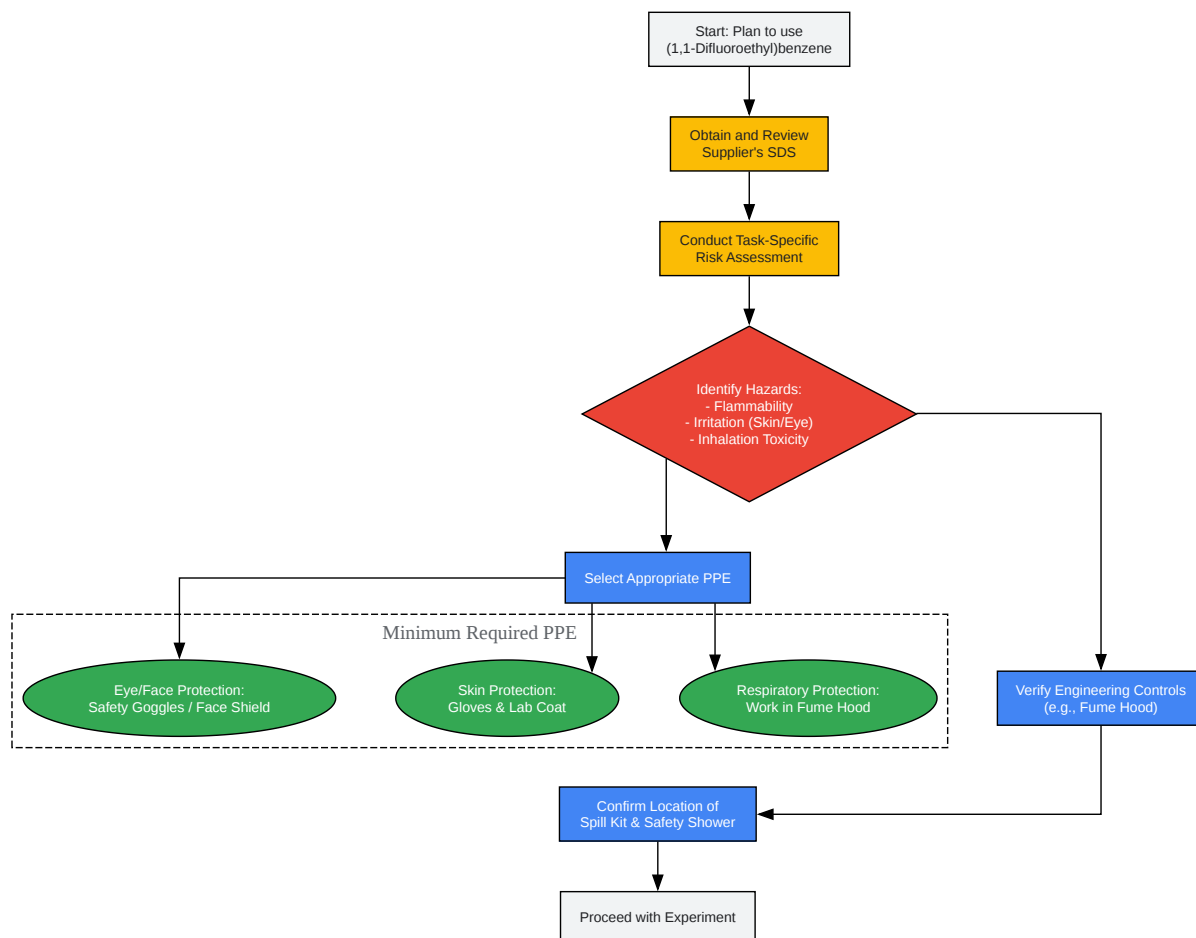 Start: Plan to use
(1,1-Difluoroethyl)benzene
Obtain and Review
Supplier's SDS
Conduct Task-Specific
Risk Assessment
Identify Hazards:
- Flammability
- Irritation (Skin/Eye)
- Inhalation Toxicity
Select Appropriate PPE
Minimum Required PPE
Eye/Face Protection:
Safety Goggles / Face Shield
Skin Protection:
Gloves & Lab Coat
Respiratory Protection:
Work in Fume Hood
Verify Engineering Controls
(e.g., Fume Hood)
Confirm Location of
Spill Kit & Safety Shower
Proceed with Experiment